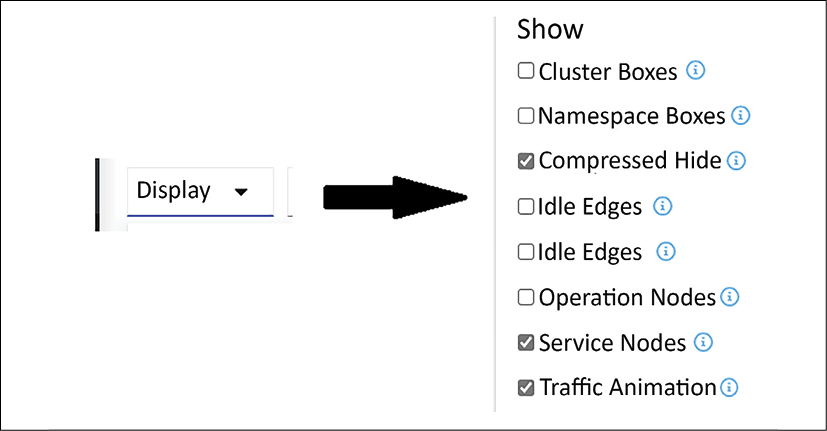 Display
Show
Cluster Boxes
Namespace Boxes
Compressed Hide
Idle Edges
Idle Edges
Operation Nodes
Service Nodes
Traffic Animation